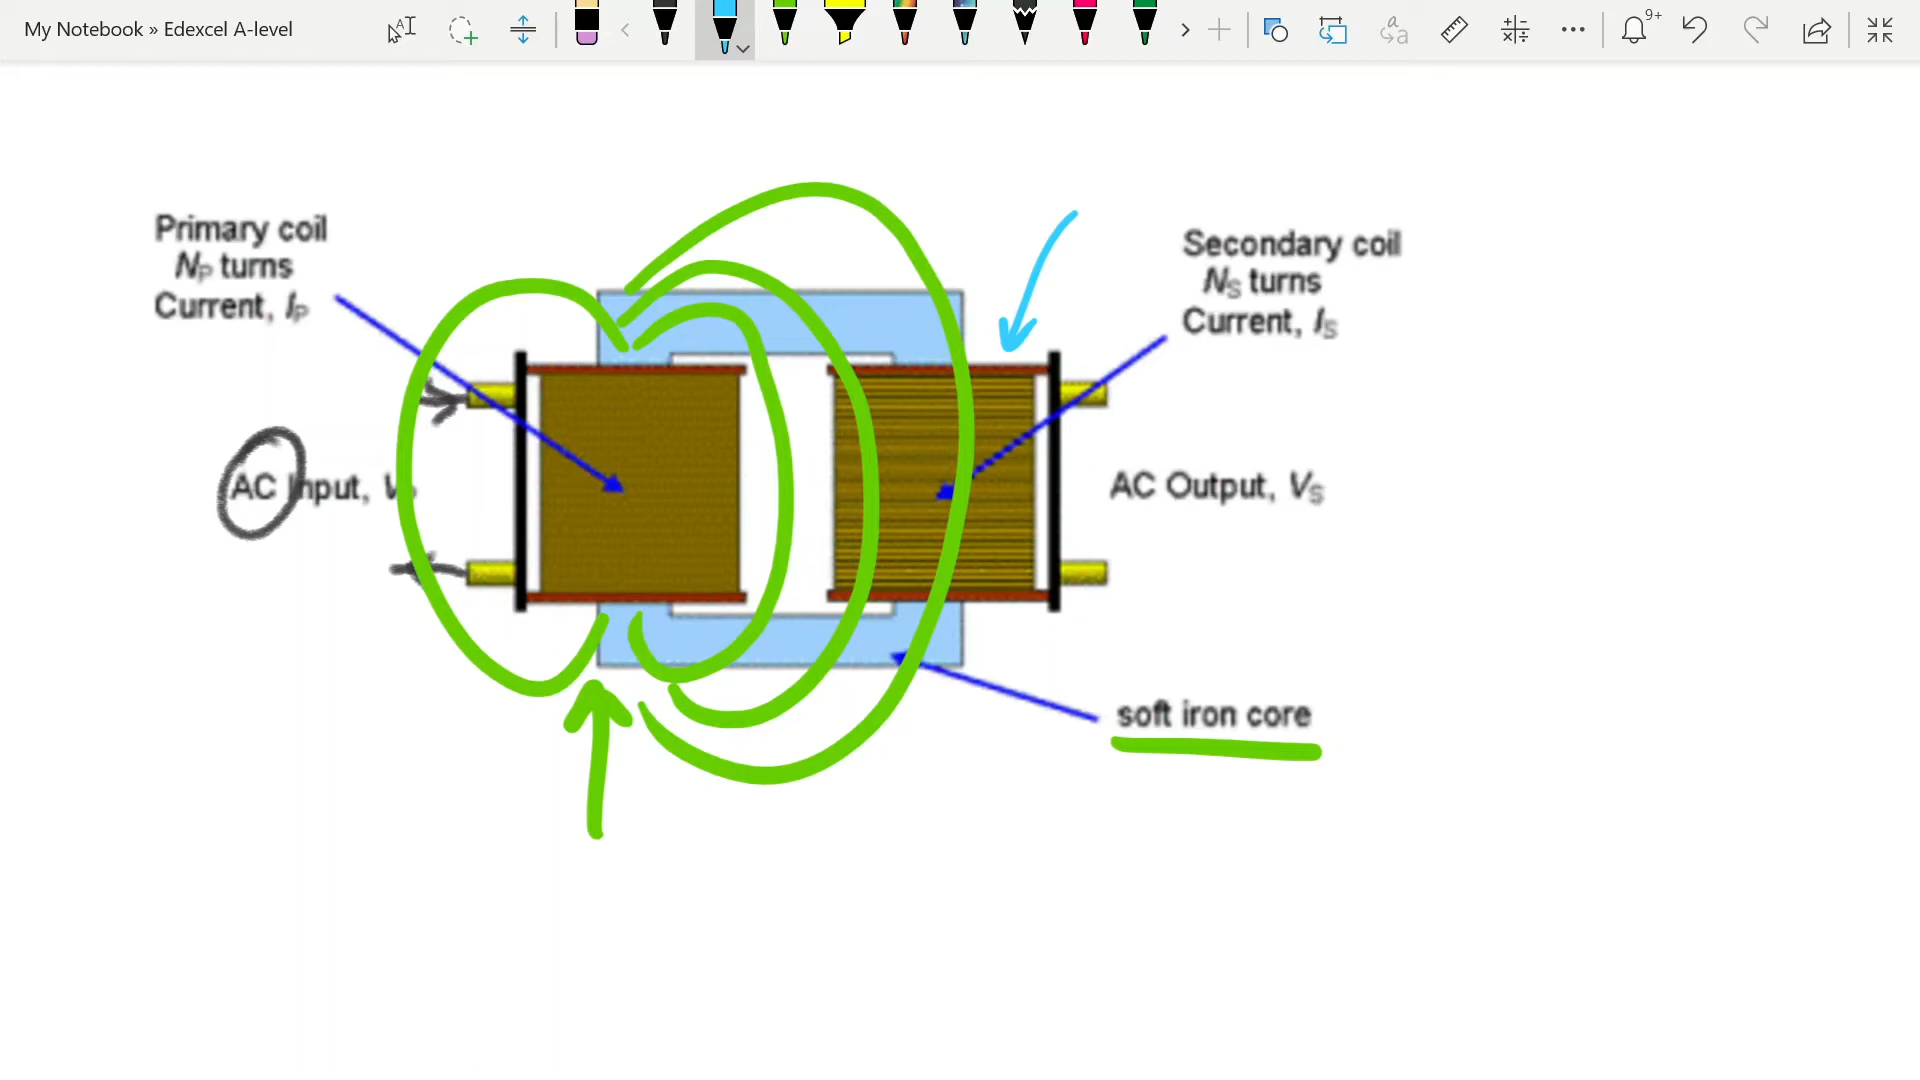 My Notebook » Edexcel A-level
9+
Primary coil
Nₚ turns
Current, Iₚ
Secondary coil
Nₛ turns
Current, Iₛ
AC Input, V
AC Output, Vₛ
soft iron core